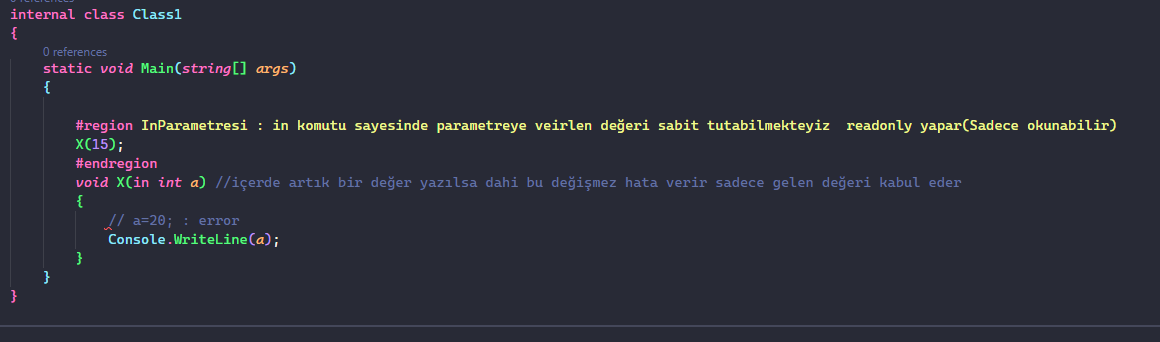 0 references
internal class Class1
{
0 references
static void Main(string[] args)
{
#region InParametresi : in komutu sayesinde parametreye veirlen değeri sabit tutabilmekteyiz  readonly yapar(Sadece okunabilir)
X(15);
#endregion
void X(in int a) //içerde artık bir değer yazılsa dahi bu değişmez hata verir sadece gelen değeri kabul eder
{
// a=20; : error
Console.WriteLine(a);
}
}
}